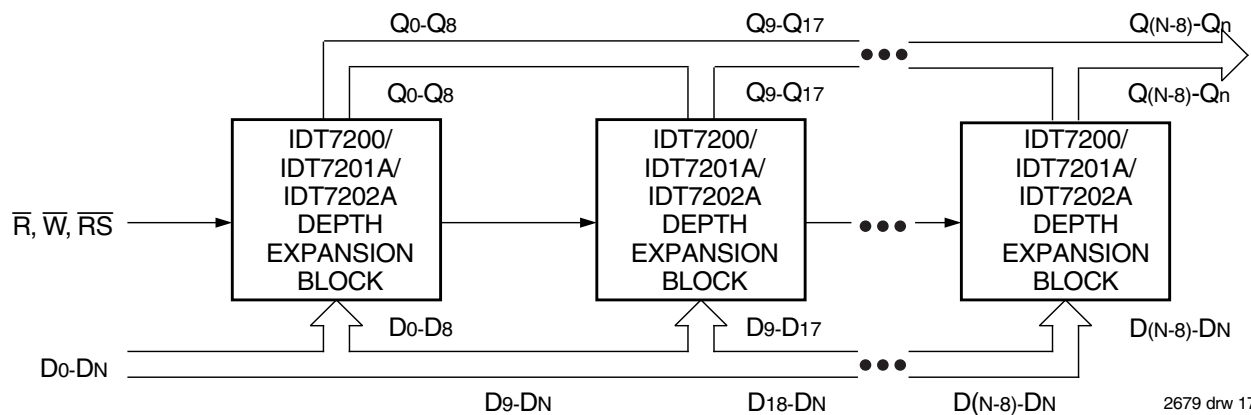 Q0-Q8 Q9-Q17 Q(N-8)-Qn
Q0-Q8 Q9-Q17 Q(N-8)-Qn
IDT7200/
IDT7201A/
IDT7202A
DEPTH
EXPANSION
BLOCK
IDT7200/
IDT7201A/
IDT7202A
DEPTH
EXPANSION
BLOCK
IDT7200/
IDT7201A/
IDT7202A
DEPTH
EXPANSION
BLOCK
R̅, W̅, R̅S̅
D0-D8 D9-D17 D(N-8)-DN
D0-DN
D9-DN D18-DN D(N-8)-DN
2679 drw 17